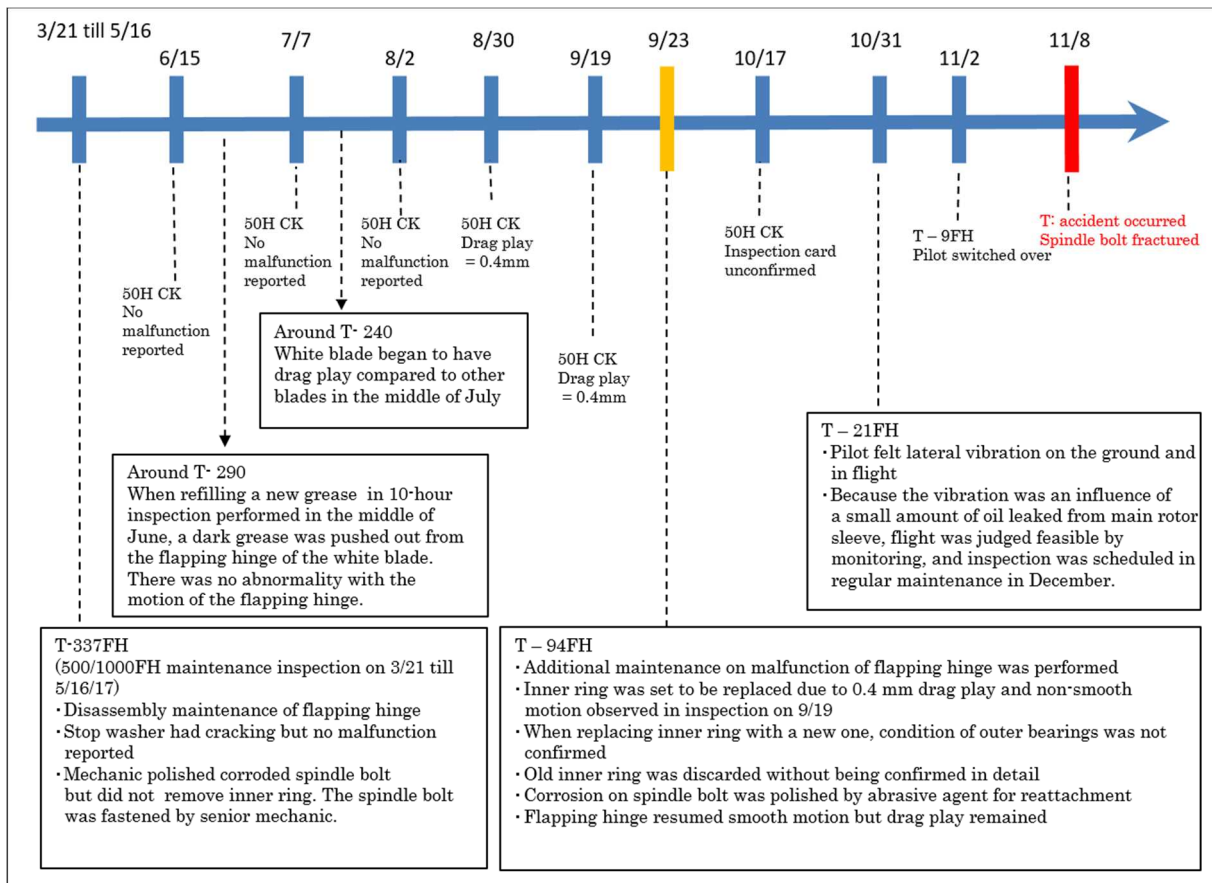 3/21 till 5/16
6/15
7/7
8/2
8/30
9/19
9/23
10/17
10/31
11/2
11/8
50H CK
No
malfunction
reported
50H CK
No
malfunction
reported
50H CK
No
malfunction
reported
50H CK
Drag play
= 0.4mm
50H CK
Drag play
= 0.4mm
50H CK
Inspection card
unconfirmed
T – 9FH
Pilot switched over
T: accident occurred
Spindle bolt fractured
Around T- 240
White blade began to have
drag play compared to other
blades in the middle of July
Around T- 290
When refilling a new grease in 10-hour
inspection performed in the middle of
June, a dark grease was pushed out from
the flapping hinge of the white blade.
There was no abnormality with the
motion of the flapping hinge.
T – 21FH
・Pilot felt lateral vibration on the ground and
in flight
・Because the vibration was an influence of
a small amount of oil leaked from main rotor
sleeve, flight was judged feasible by
monitoring, and inspection was scheduled in
regular maintenance in December.
T-337FH
(500/1000FH maintenance inspection on 3/21 till
5/16/17)
・Disassembly maintenance of flapping hinge
・Stop washer had cracking but no malfunction
reported
・Mechanic polished corroded spindle bolt
but did not remove inner ring. The spindle bolt
was fastened by senior mechanic.
T – 94FH
・Additional maintenance on malfunction of flapping hinge was performed
・Inner ring was set to be replaced due to 0.4 mm drag play and non-smooth
motion observed in inspection on 9/19
・When replacing inner ring with a new one, condition of outer bearings was not
confirmed
・Old inner ring was discarded without being confirmed in detail
・Corrosion on spindle bolt was polished by abrasive agent for reattachment
・Flapping hinge resumed smooth motion but drag play remained